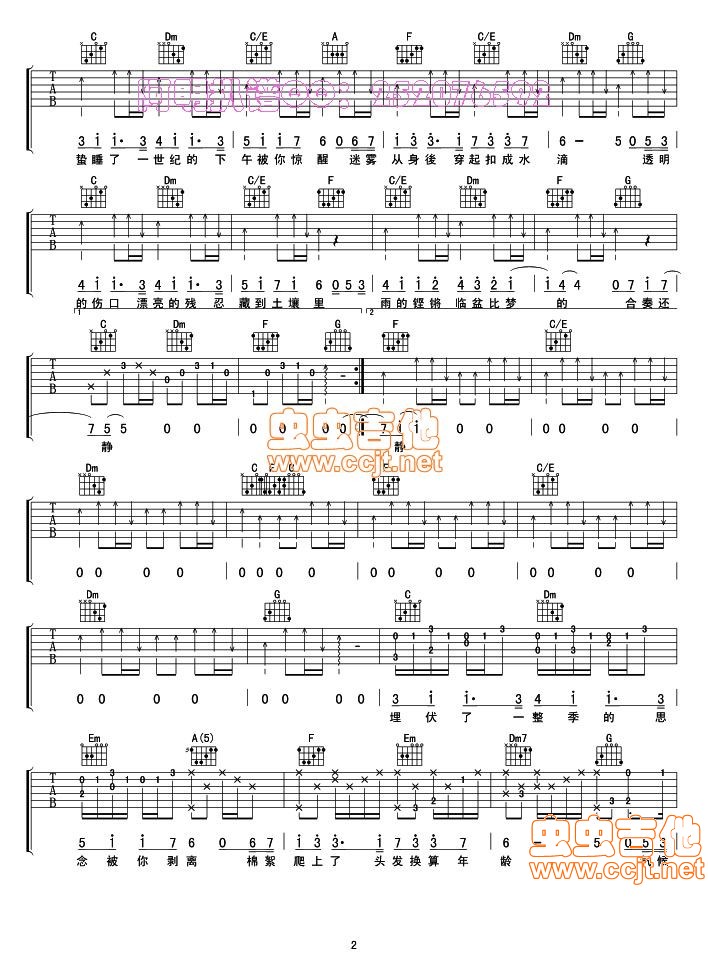 C Dm C/E A F C/E Dm G
T A B
3 i i· 3 4 i i· 3 5 i i 7 6 0 6 7 i 3 3· i 7 3 3 7 6 – 5 0 5 3
蛰睡了 一世纪的 下 午被你惊 醒 迷雾 从身後 穿起扣成水 滴 透明
C Dm C/E F C/E Dm F G
T A B
4 i i· 3 4 i i· 3 5 i 7 i 6 0 5 3 4 i i 2 4 3 2 i i 4 4 0 7 i 7
的伤口 漂亮的残忍 藏到土壤里 雨的铿锵 临盆比梦 的 合奏还
1 2
C Dm F G F C/E
T A B
7 5 5 0 0 0 0 0 0 0 0 0 7 i i 0 0 0 0 0 0
静 静
虫虫吉他
www.ccjt.net
Dm C E G F C/E
T A B
0 0 0 0 0 0 0 0 0 0 0 0 0 0 0 0 0
Dm G C Dm
T A B
0 0 0 0 0 0 0 0 0 3 i i· 3 4 i i· 3
埋伏了 一整季的思
Em A(5) F Em Dm7 G
T A B
5 i i 7 6 0 6 7 i 3 3· i 7 3 3 7 6 – 5 0 5 3
念被你剥离 棉絮 爬上了 头发换算年 龄
虫虫吉他
www.ccjt.net
2